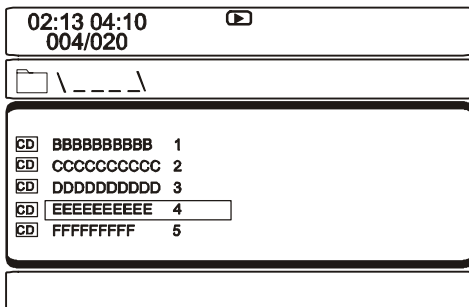 02:13 04:10
004/020
\ _ _ _ _ \
CD BBBBBBBBBB 1
CD CCCCCCCCCC 2
CD DDDDDDDDDD 3
CD EEEEEEEEEE 4
CD FFFFFFFFF 5